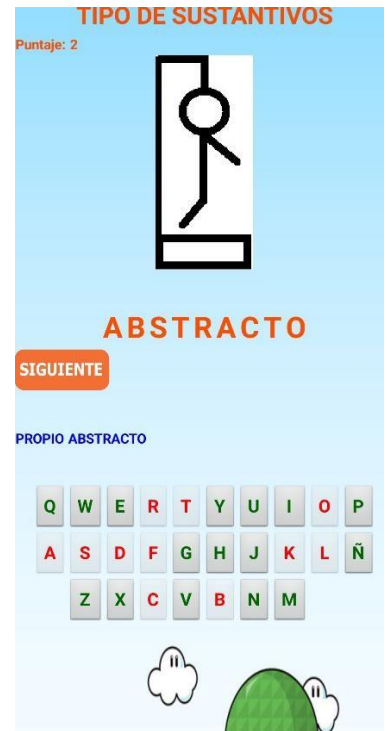 TIPO DE SUSTANTIVOS
Puntaje: 2
ABSTRACTO
SIGUIENTE
PROPIO ABSTRACTO
Q W E R T Y U I O P
A S D F G H J K L Ñ
Z X C V B N M